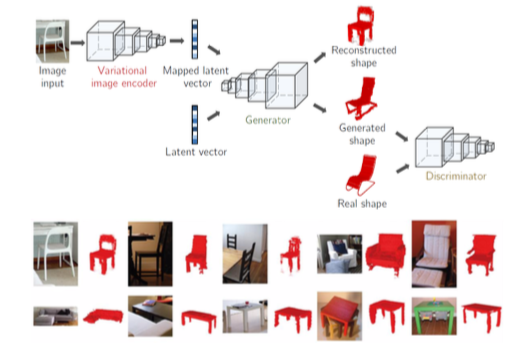 Image
input
Variational
image encoder
Mapped latent
vector
Latent vector
Generator
Reconstructed
shape
Generated
shape
Real shape
Discriminator